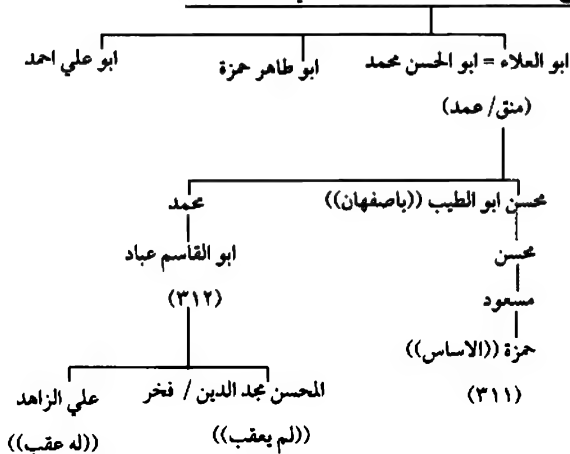 ابو العلاء = ابو الحسن محمد ابو طاهر حمزة ابو علي احمد
(منق/ عمد)
محسن ابو الطيب ((باصفهان)) محمد
محسن ابو القاسم عباد
مسعود (٣١٢)
حمزة ((الاساس))
(٣١١) المحسن مجد الدين / فخر علي الزاهد
((لم يعقب)) ((له عقب))